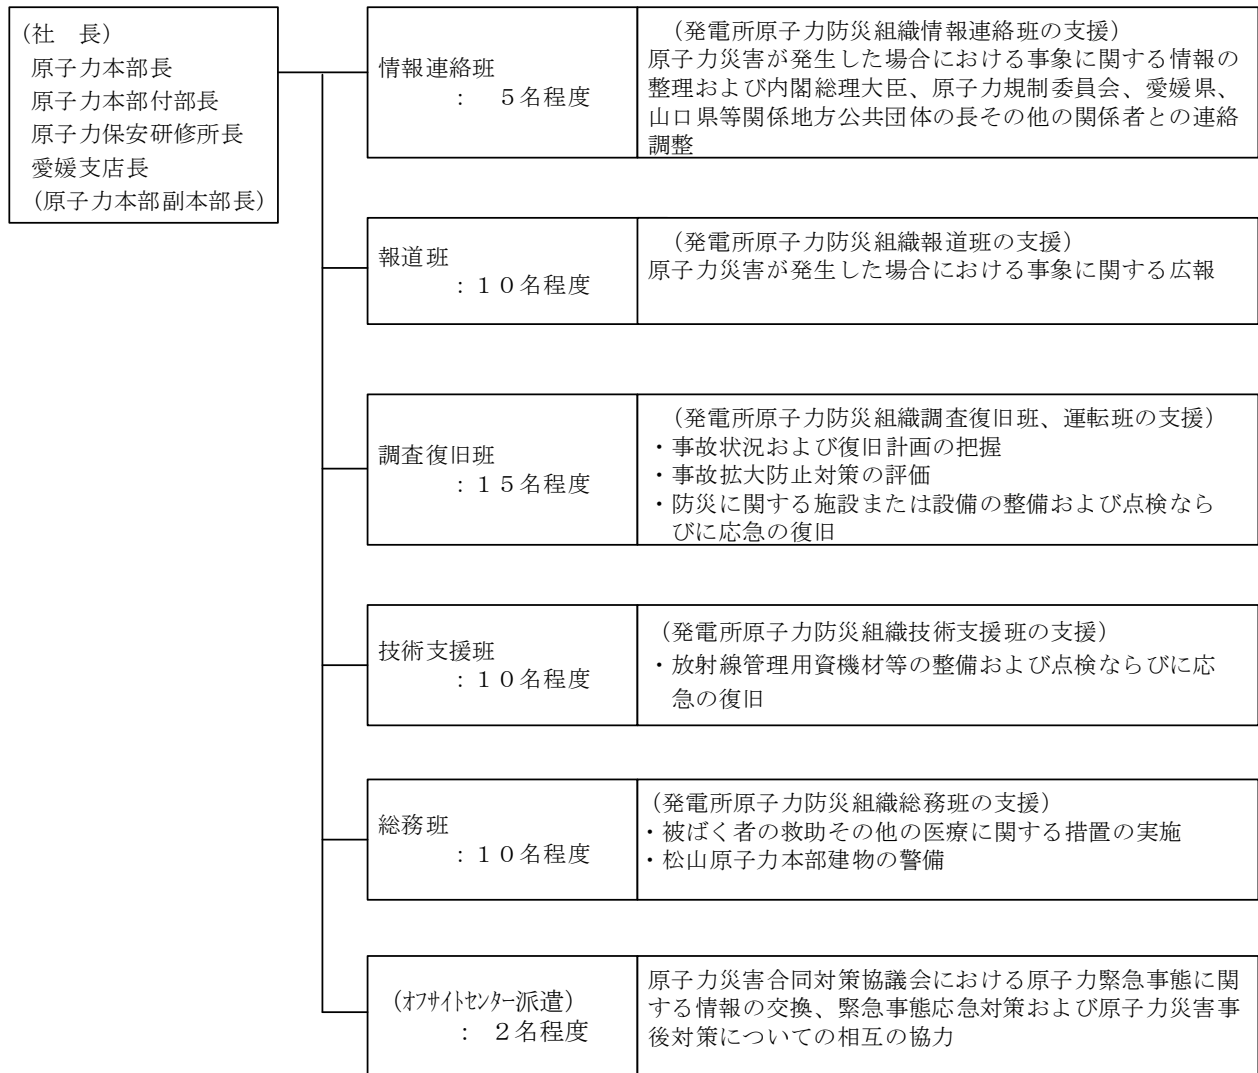 (社　長)
原子力本部長
原子力本部付部長
原子力保安研修所長
愛媛支店長
(原子力本部副本部長)
情報連絡班
：　５名程度
(発電所原子力防災組織情報連絡班の支援)
原子力災害が発生した場合における事象に関する情報の
整理および内閣総理大臣、原子力規制委員会、愛媛県、
山口県等関係地方公共団体の長その他の関係者との連絡
調整
報道班
：１０名程度
(発電所原子力防災組織報道班の支援)
原子力災害が発生した場合における事象に関する広報
調査復旧班
：１５名程度
(発電所原子力防災組織調査復旧班、運転班の支援)
・事故状況および復旧計画の把握
・事故拡大防止対策の評価
・防災に関する施設または設備の整備および点検なら
びに応急の復旧
技術支援班
：１０名程度
(発電所原子力防災組織技術支援班の支援)
・放射線管理用資機材等の整備および点検ならびに応
急の復旧
総務班
：１０名程度
(発電所原子力防災組織総務班の支援)
・被ばく者の救助その他の医療に関する措置の実施
・松山原子力本部建物の警備
(ｵﾌｻｲﾄｾﾝﾀｰ派遣)
：　２名程度
原子力災害合同対策協議会における原子力緊急事態に関
する情報の交換、緊急事態応急対策および原子力災害事
後対策についての相互の協力